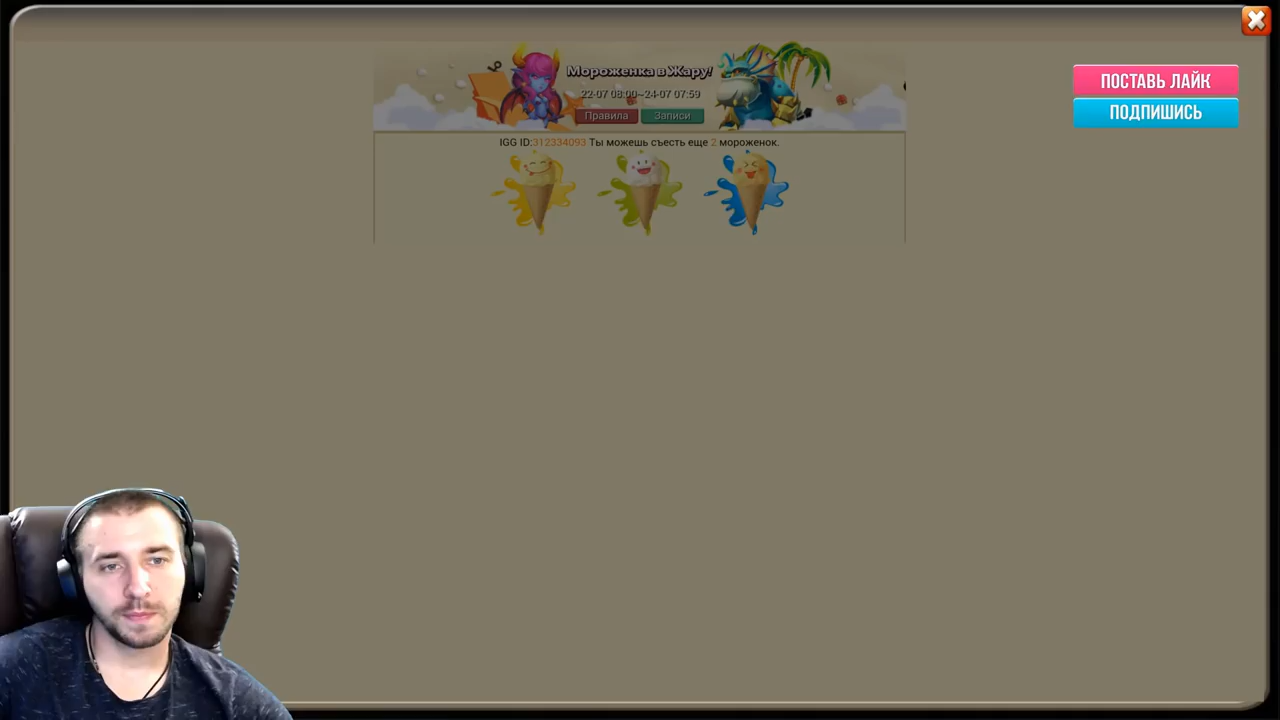 Мороженка в Жару!
22-07 08:00~24-07 07:59
Правила Записи
IGG ID:312334093 Ты можешь съесть еще 2 мороженок.
ПОСТАВЬ ЛАЙК
ПОДПИШИСЬ